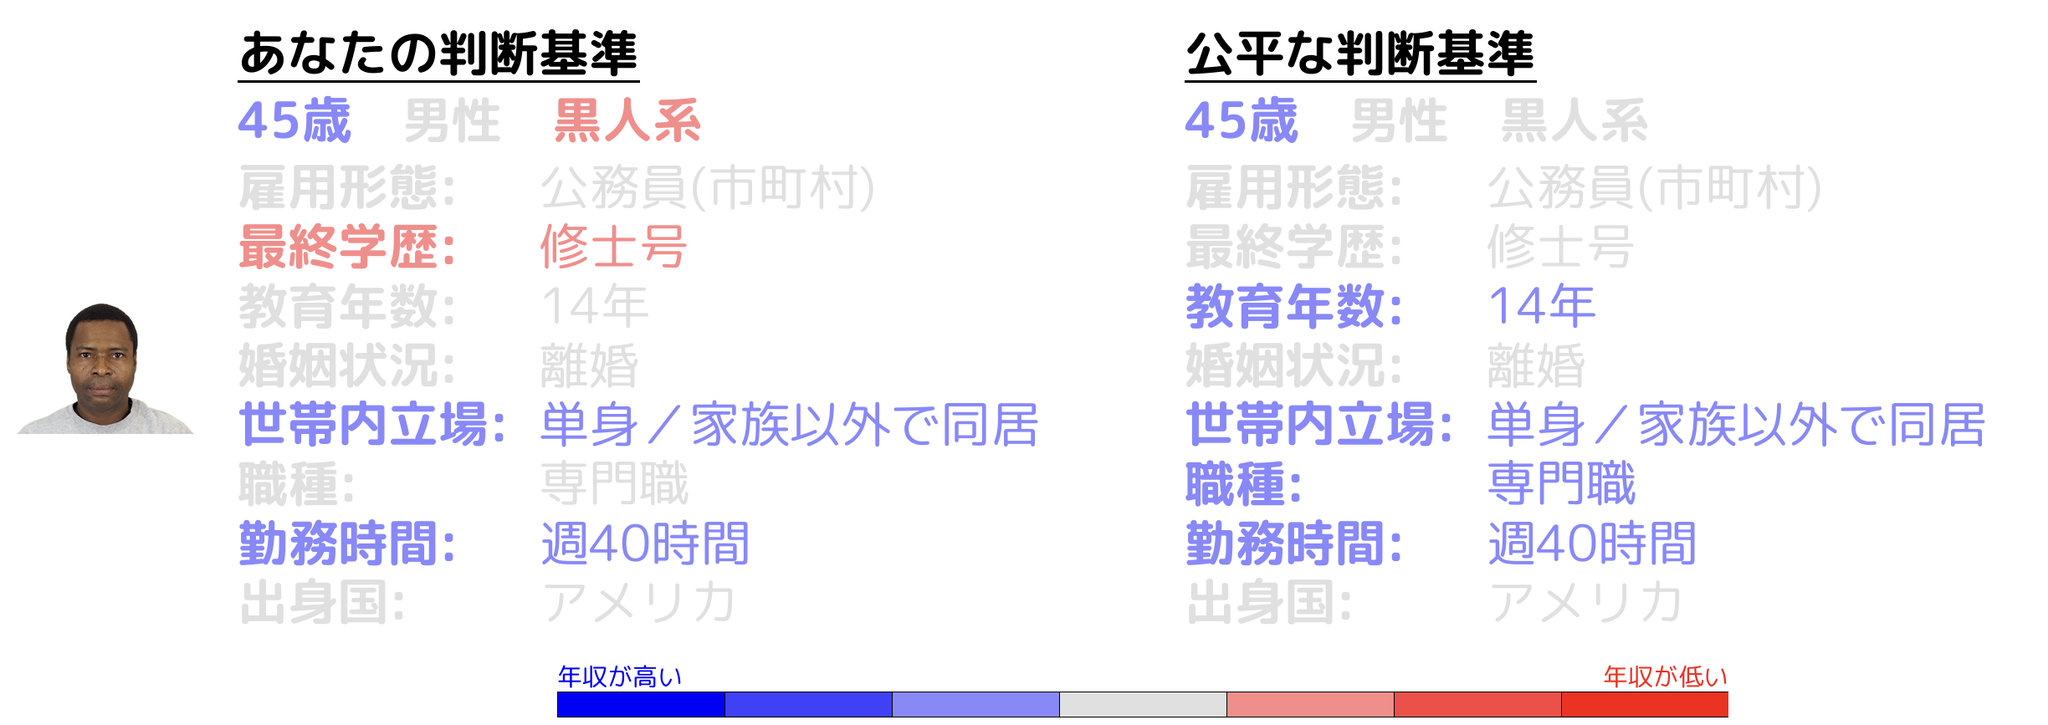 あなたの判断基準
45歳 男性 黒人系
雇用形態: 公務員(市町村)
最終学歴: 修士号
教育年数: 14年
婚姻状況: 離婚
世帯内立場: 単身／家族以外で同居
職種: 専門職
勤務時間: 週40時間
出身国: アメリカ
公平な判断基準
45歳 男性 黒人系
雇用形態: 公務員(市町村)
最終学歴: 修士号
教育年数: 14年
婚姻状況: 離婚
世帯内立場: 単身／家族以外で同居
職種: 専門職
勤務時間: 週40時間
出身国: アメリカ
年収が高い
年収が低い